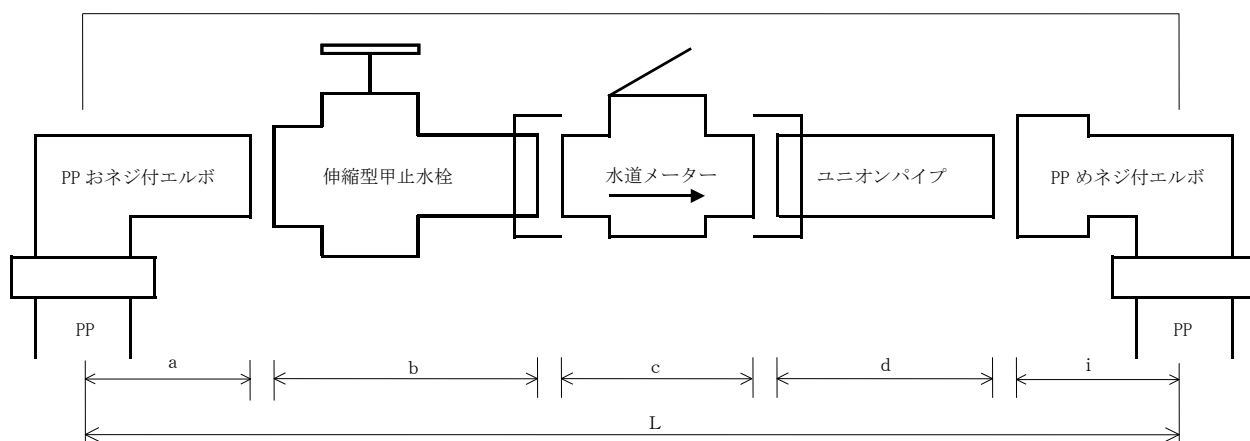 PP おネジ付エルボ
伸縮型甲止水栓
水道メーター
ユニオンパイプ
PP めネジ付エルボ
PP
PP
a
b
c
d
i
L